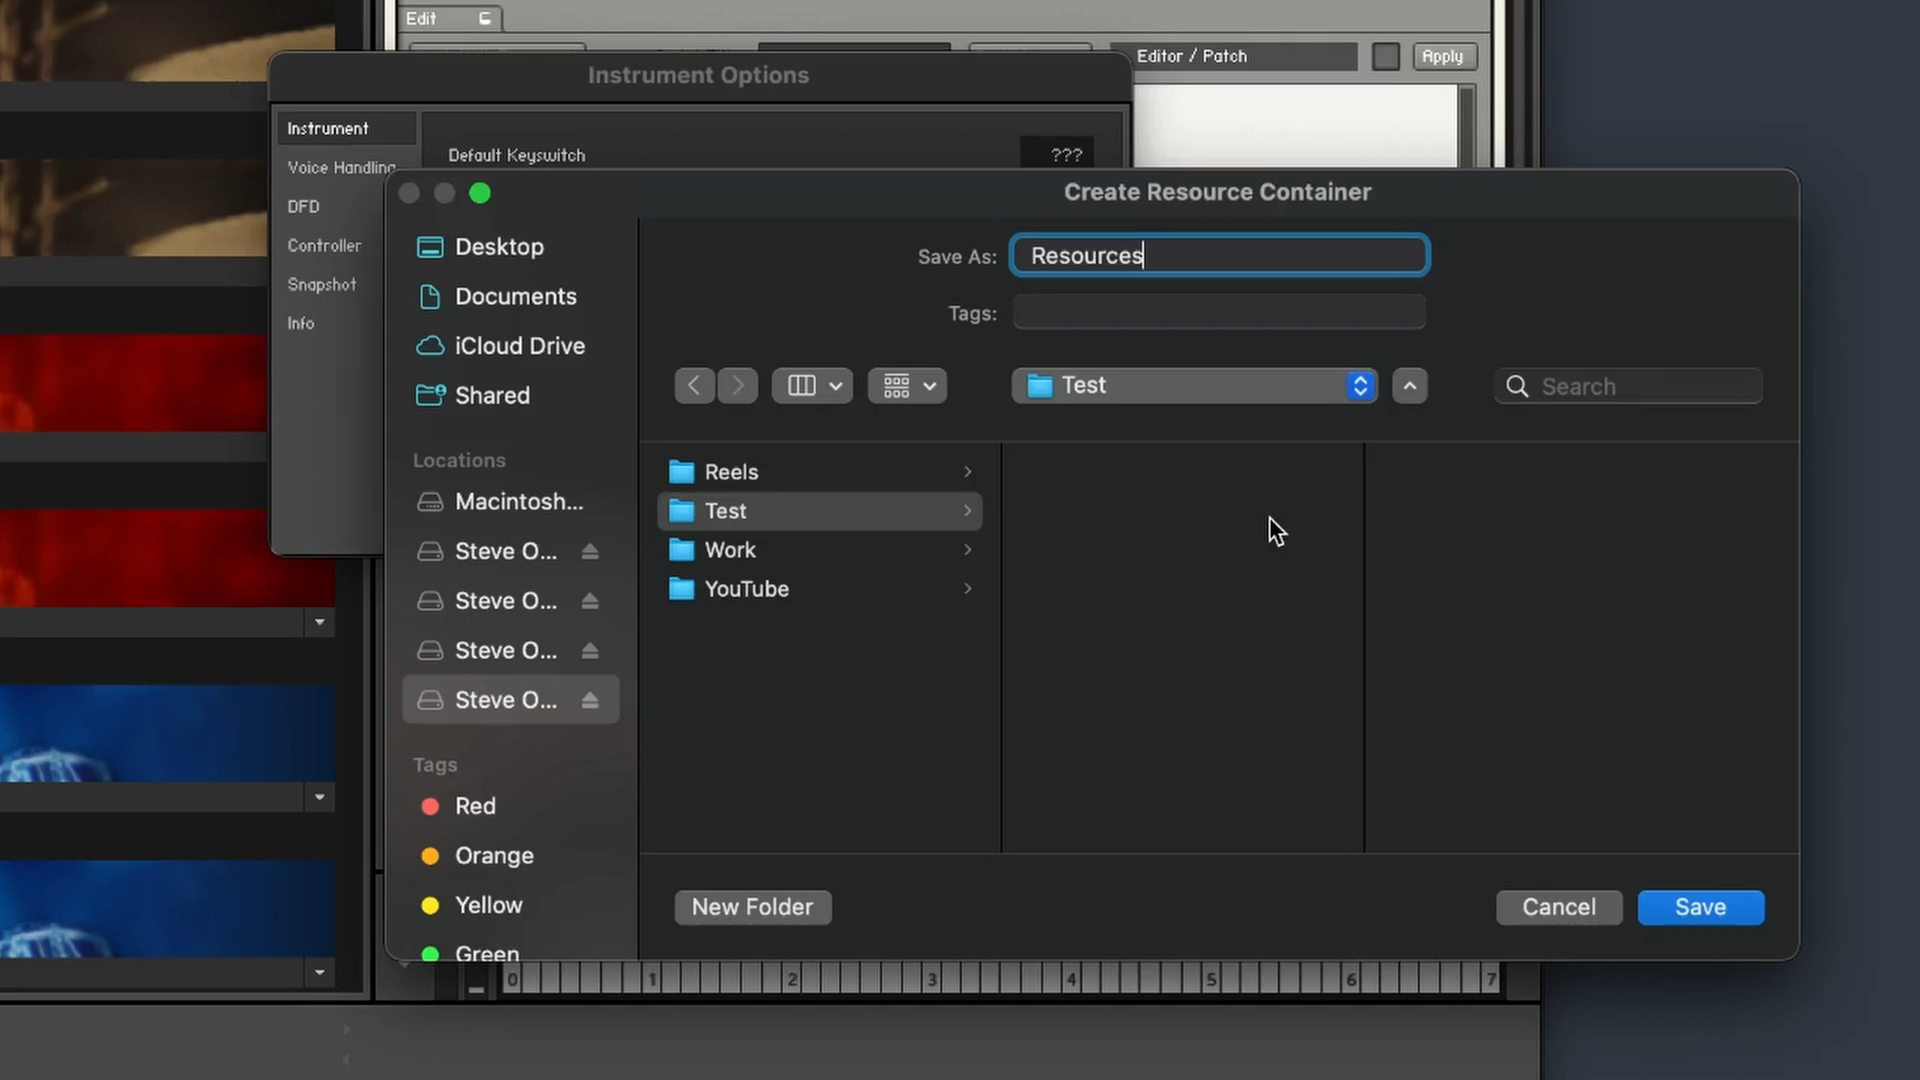 Edit
Editor / Patch
Apply
Instrument Options
Instrument
Voice Handling
DFD
Controller
Snapshot
Info
Default Keyswitch
???
Create Resource Container
Save As:
Resources
Tags:
Test
Search
Desktop
Documents
iCloud Drive
Shared
Locations
Macintosh...
Steve O...
Steve O...
Steve O...
Steve O...
Tags
Red
Orange
Yellow
Green
Reels
Test
Work
YouTube
New Folder
Cancel
Save
0 1 2 3 4 5 6 7